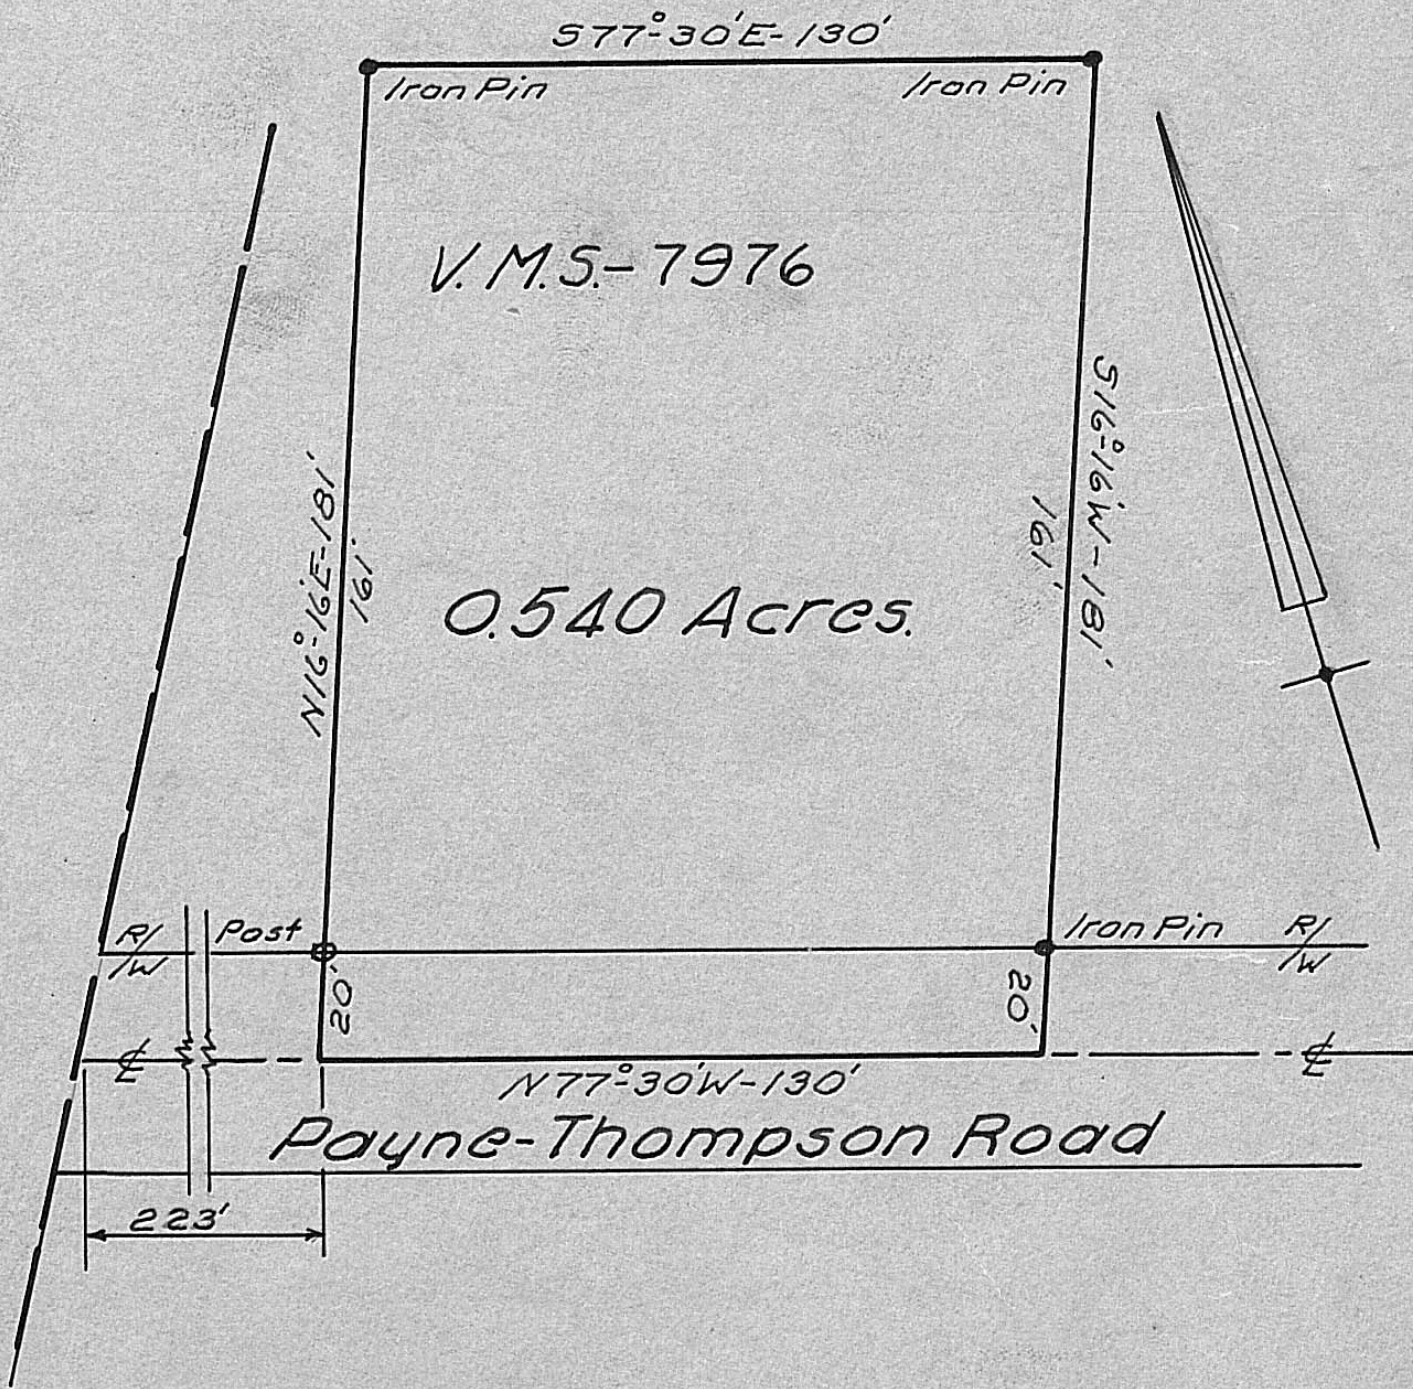 S77°-30'E-130'
Iron Pin
Iron Pin
V.M.S.-7976
S16°-16'W-181'
161'
N16°-16'E-181'
161'
0.540 Acres.
R/W
Post
Iron Pin
R/W
20'
20'
℄
℄
N77°-30'W-130'
Payne-Thompson Road
223'